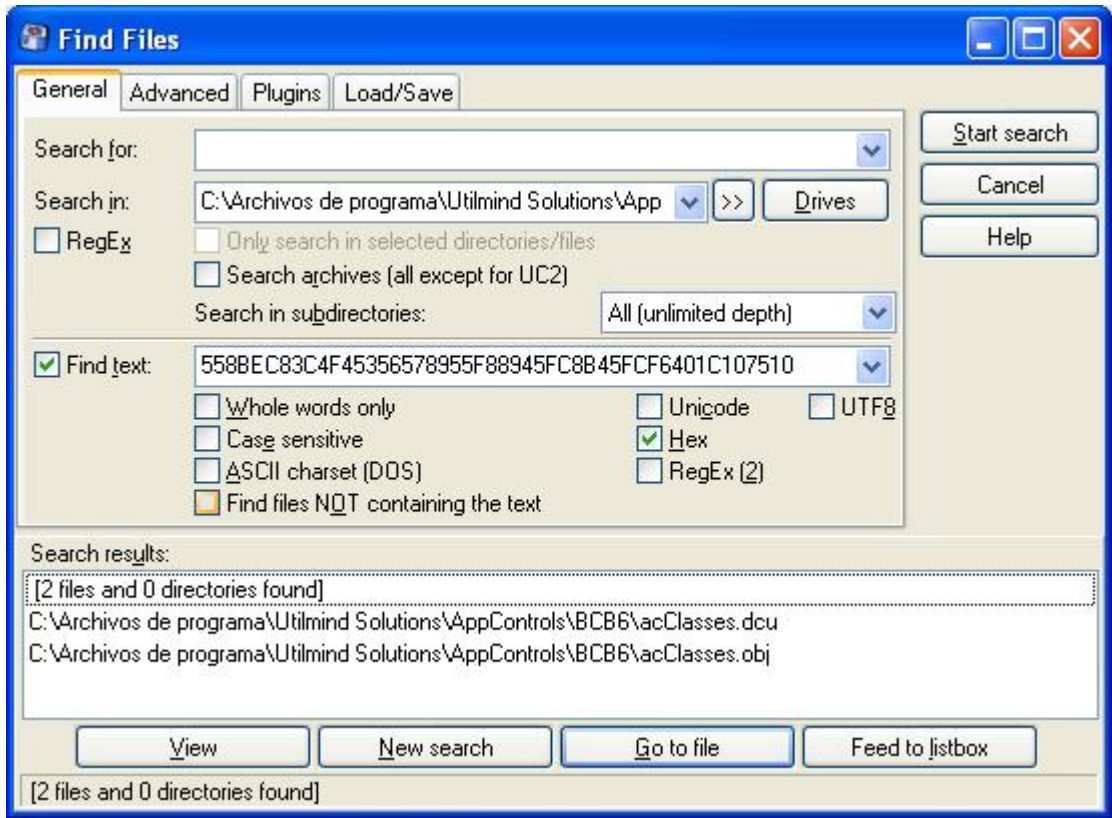 Find Files
General Advanced Plugins Load/Save
Search for:
Start search
Search in: C:\Archivos de programa\Utilmind Solutions\App >> Drives
Cancel
RegEx Only search in selected directories/files
Help
Search archives (all except for UC2)
Search in subdirectories: All (unlimited depth)
Find text: 558BEC83C4F45356578955F88945FC8B45FCF6401C107510
Whole words only Unicode UTF8
Case sensitive Hex
ASCII charset (DOS) RegEx (2)
Find files NOT containing the text
Search results:
[2 files and 0 directories found]
C:\Archivos de programa\Utilmind Solutions\AppControls\BCB6\acClasses.dcu
C:\Archivos de programa\Utilmind Solutions\AppControls\BCB6\acClasses.obj
View New search Go to file Feed to listbox
[2 files and 0 directories found]